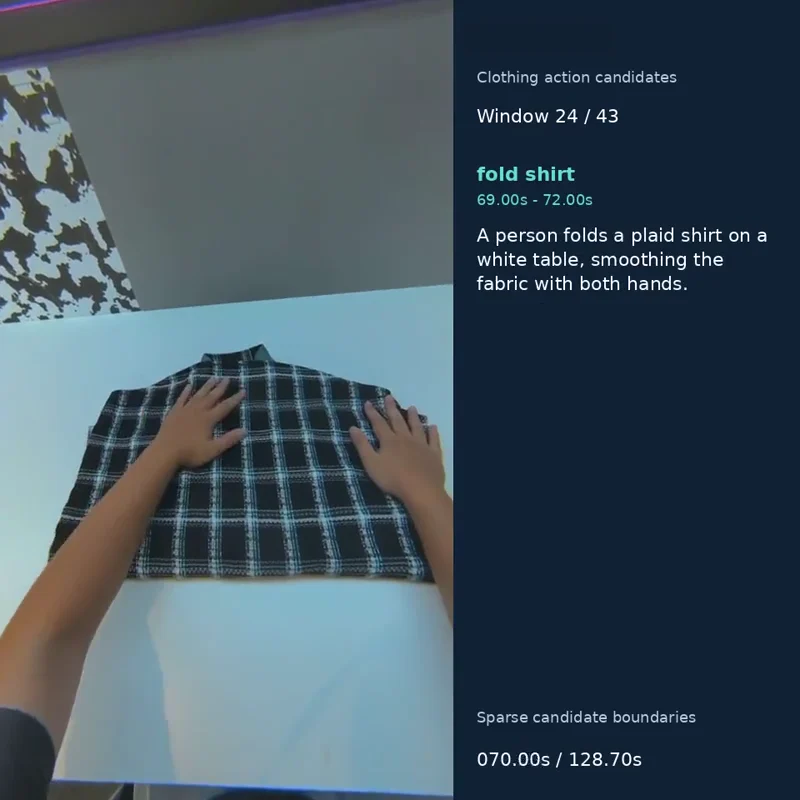 Clothing action candidates
Window 24 / 43
fold shirt
69.00s - 72.00s
A person folds a plaid shirt on a
white table, smoothing the
fabric with both hands.
Sparse candidate boundaries
070.00s / 128.70s